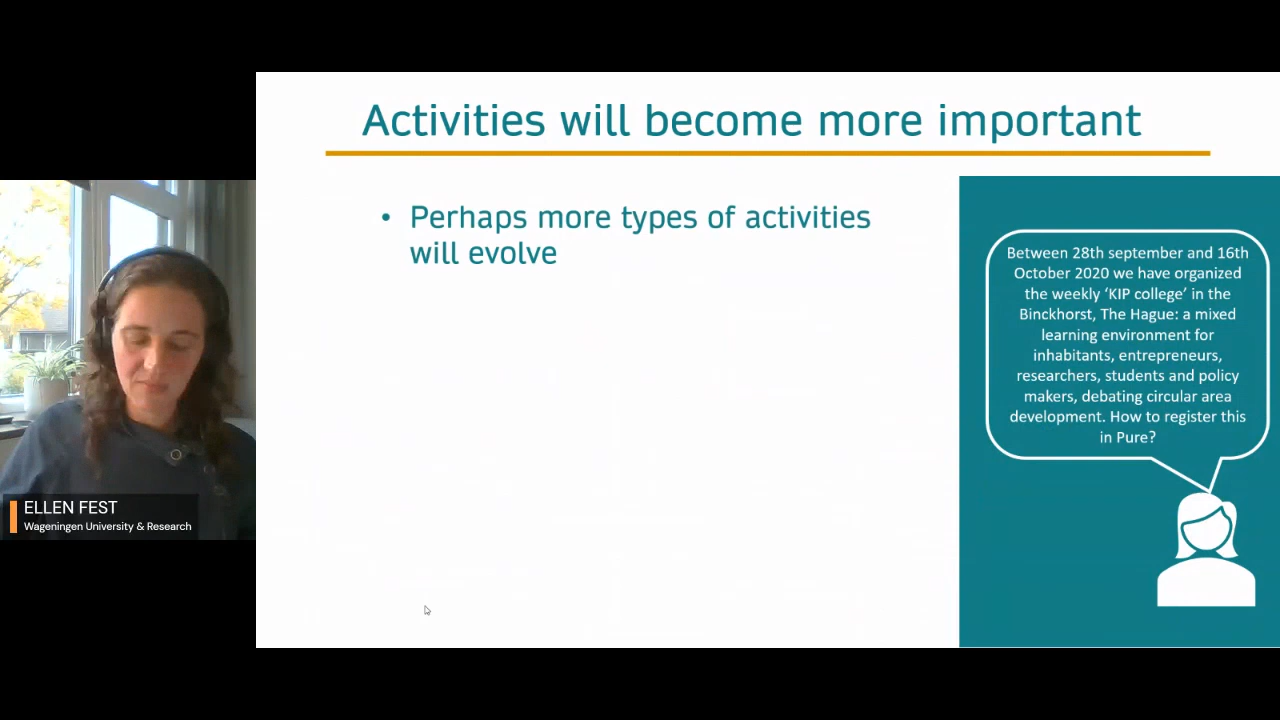 Activities will become more important
• Perhaps more types of activities
will evolve
Between 28th september and 16th
October 2020 we have organized
the weekly ‘KIP college’ in the
Binckhorst, The Hague: a mixed
learning environment for
inhabitants, entrepreneurs,
researchers, students and policy
makers, debating circular area
development. How to register this
in Pure?
ELLEN FEST
Wageningen University & Research